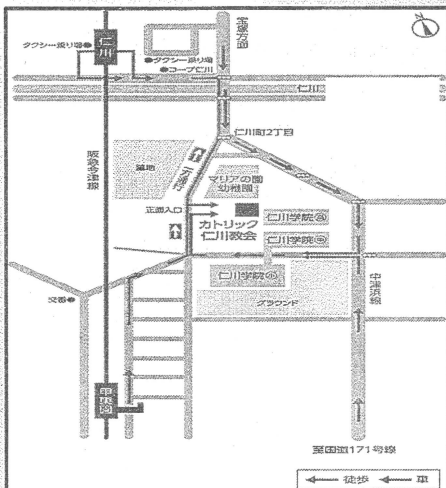 N
宝塚方面
タクシー乗り場
仁川
タクシー乗り場
コープ仁川
仁川
仁川町2丁目
阪急今津線
墓地
マリアの園
幼稚園
正面入口
カトリック
仁川教会
仁川学院
仁川学院
仁川学院
グラウンド
中津浜線
交番
甲東園
至国道171号線
徒歩
車